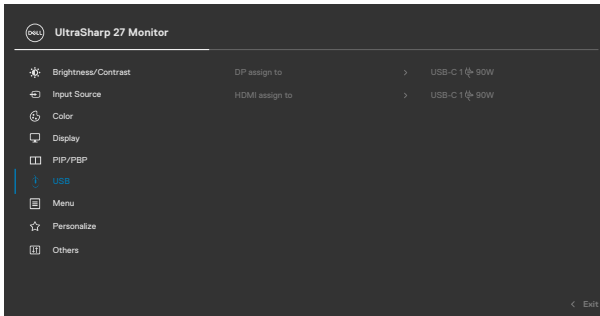 DELL UltraSharp 27 Monitor
Brightness/Contrast DP assign to > USB-C 1 90W
Input Source HDMI assign to > USB-C 1 90W
Color
Display
PIP/PBP
USB
Menu
Personalize
Others
< Exit